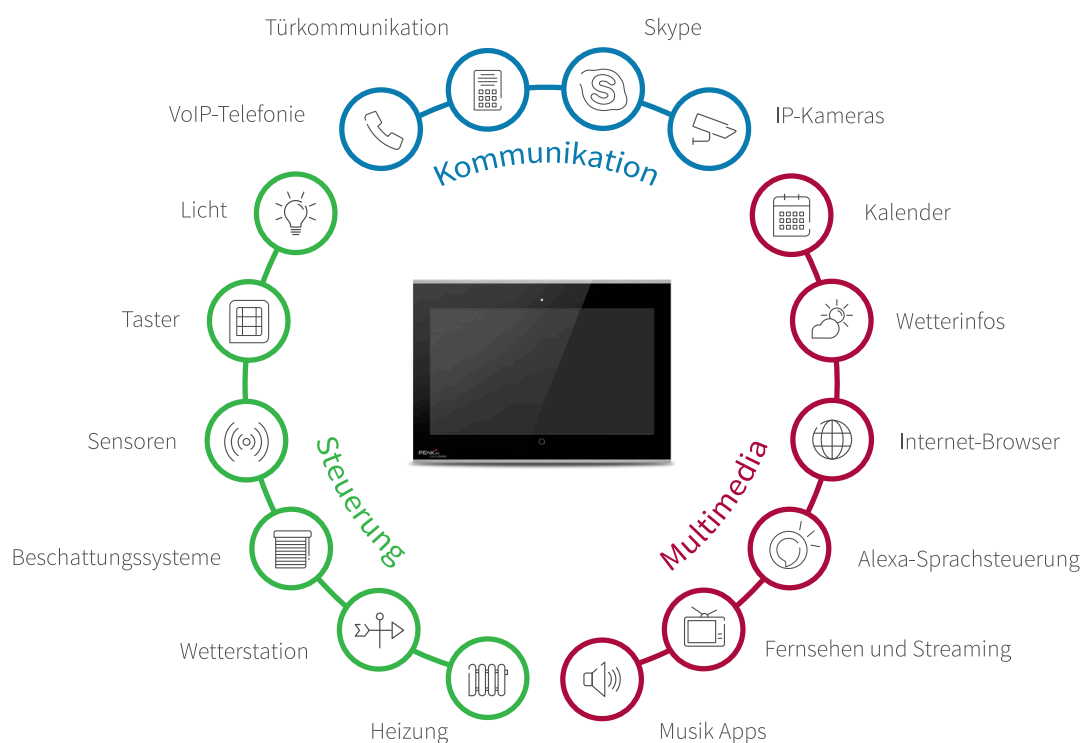 Türkommunikation
Skype
VoIP-Telefonie
IP-Kameras
Kommunikation
Licht
Kalender
Taster
Wetterinfos
Sensoren
Internet-Browser
Steuerung
Multimedia
PEAK
Beschattungssysteme
Alexa-Sprachsteuerung
Wetterstation
Fernsehen und Streaming
Heizung
Musik Apps